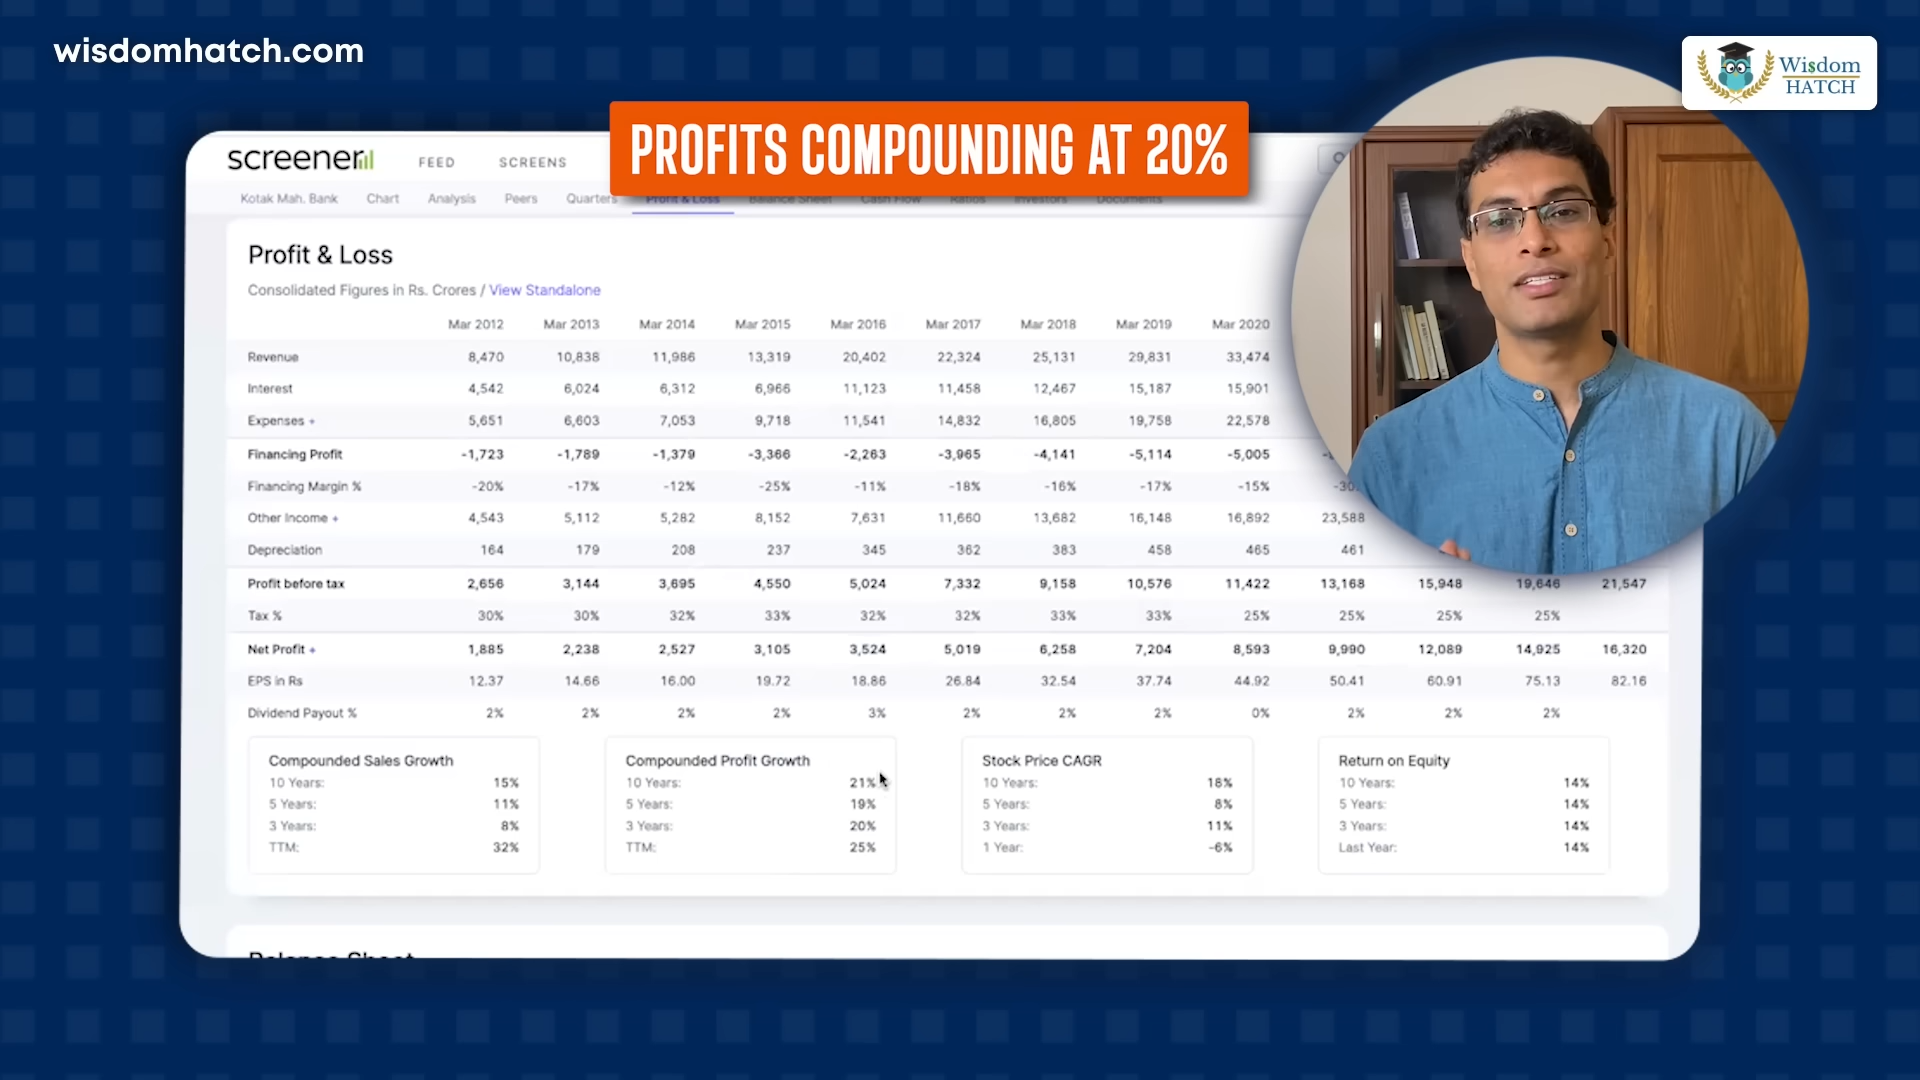 wisdomhatch.com
Wisdom
HATCH
PROFITS COMPOUNDING AT 20%
screener
FEED SCREENS
Kotak Mah. Bank Chart Analysis Peers Quarters Profit & Loss Balance Sheet Cash Flow Ratios Investors Documents
Profit & Loss
Consolidated Figures in Rs. Crores / View Standalone
Mar 2012 Mar 2013 Mar 2014 Mar 2015 Mar 2016 Mar 2017 Mar 2018 Mar 2019 Mar 2020
Revenue 8,470 10,838 11,986 13,319 20,402 22,324 25,131 29,831 33,474
Interest 4,542 6,024 6,312 6,966 11,123 11,458 12,467 15,187 15,901
Expenses + 5,651 6,603 7,053 9,718 11,541 14,832 16,805 19,758 22,578
Financing Profit -1,723 -1,789 -1,379 -3,366 -2,263 -3,965 -4,141 -5,114 -5,005
Financing Margin % -20% -17% -12% -25% -11% -18% -16% -17% -15%
Other Income + 4,543 5,112 5,282 8,152 7,631 11,660 13,682 16,148 16,892 23,588
Depreciation 164 179 208 237 345 362 383 458 465 461
Profit before tax 2,656 3,144 3,695 4,550 5,024 7,332 9,158 10,576 11,422 13,168 15,948 19,646 21,547
Tax % 30% 30% 32% 33% 32% 32% 33% 33% 25% 25% 25% 25%
Net Profit + 1,885 2,238 2,527 3,105 3,524 5,019 6,258 7,204 8,593 9,990 12,089 14,925 16,320
EPS in Rs 12.37 14.66 16.00 19.72 18.86 26.84 32.54 37.74 44.92 50.41 60.91 75.13 82.16
Dividend Payout % 2% 2% 2% 2% 3% 2% 2% 2% 0% 2% 2% 2%
Compounded Sales Growth
10 Years: 15%
5 Years: 11%
3 Years: 8%
TTM: 32%
Compounded Profit Growth
10 Years: 21%
5 Years: 19%
3 Years: 20%
TTM: 25%
Stock Price CAGR
10 Years: 18%
5 Years: 8%
3 Years: 11%
1 Year: -6%
Return on Equity
10 Years: 14%
5 Years: 14%
3 Years: 14%
Last Year: 14%
Balance Sheet